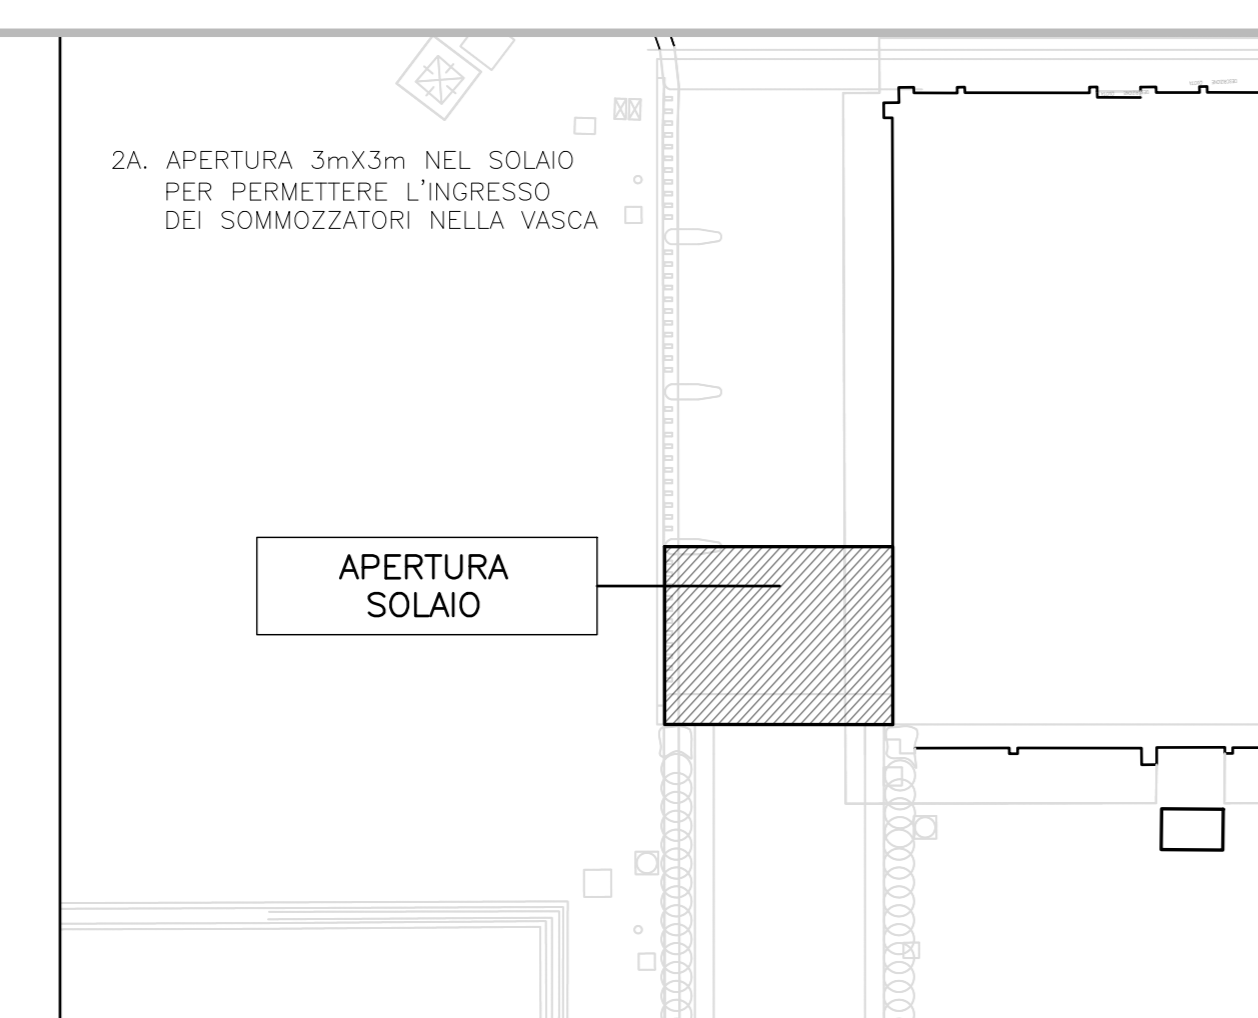 2A. APERTURA 3mX3m NEL SOLAIO
PER PERMETTERE L'INGRESSO
DEI SOMMOZZATORI NELLA VASCA
APERTURA
SOLAIO